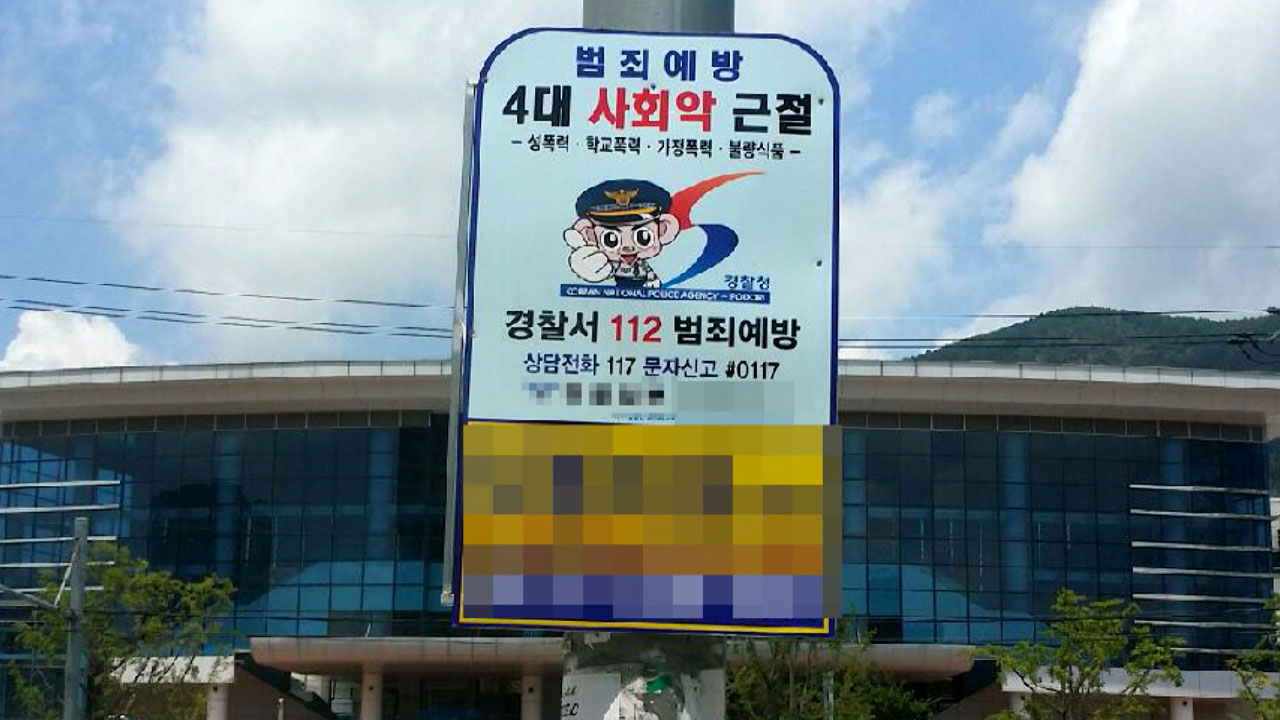 범죄예방
4대 사회악 근절
- 성폭력 · 학교폭력 · 가정폭력 · 불량식품 -
경찰청
KOREAN NATIONAL POLICE AGENCY - PODORI
경찰서 112 범죄예방
상담전화 117 문자신고 #0117